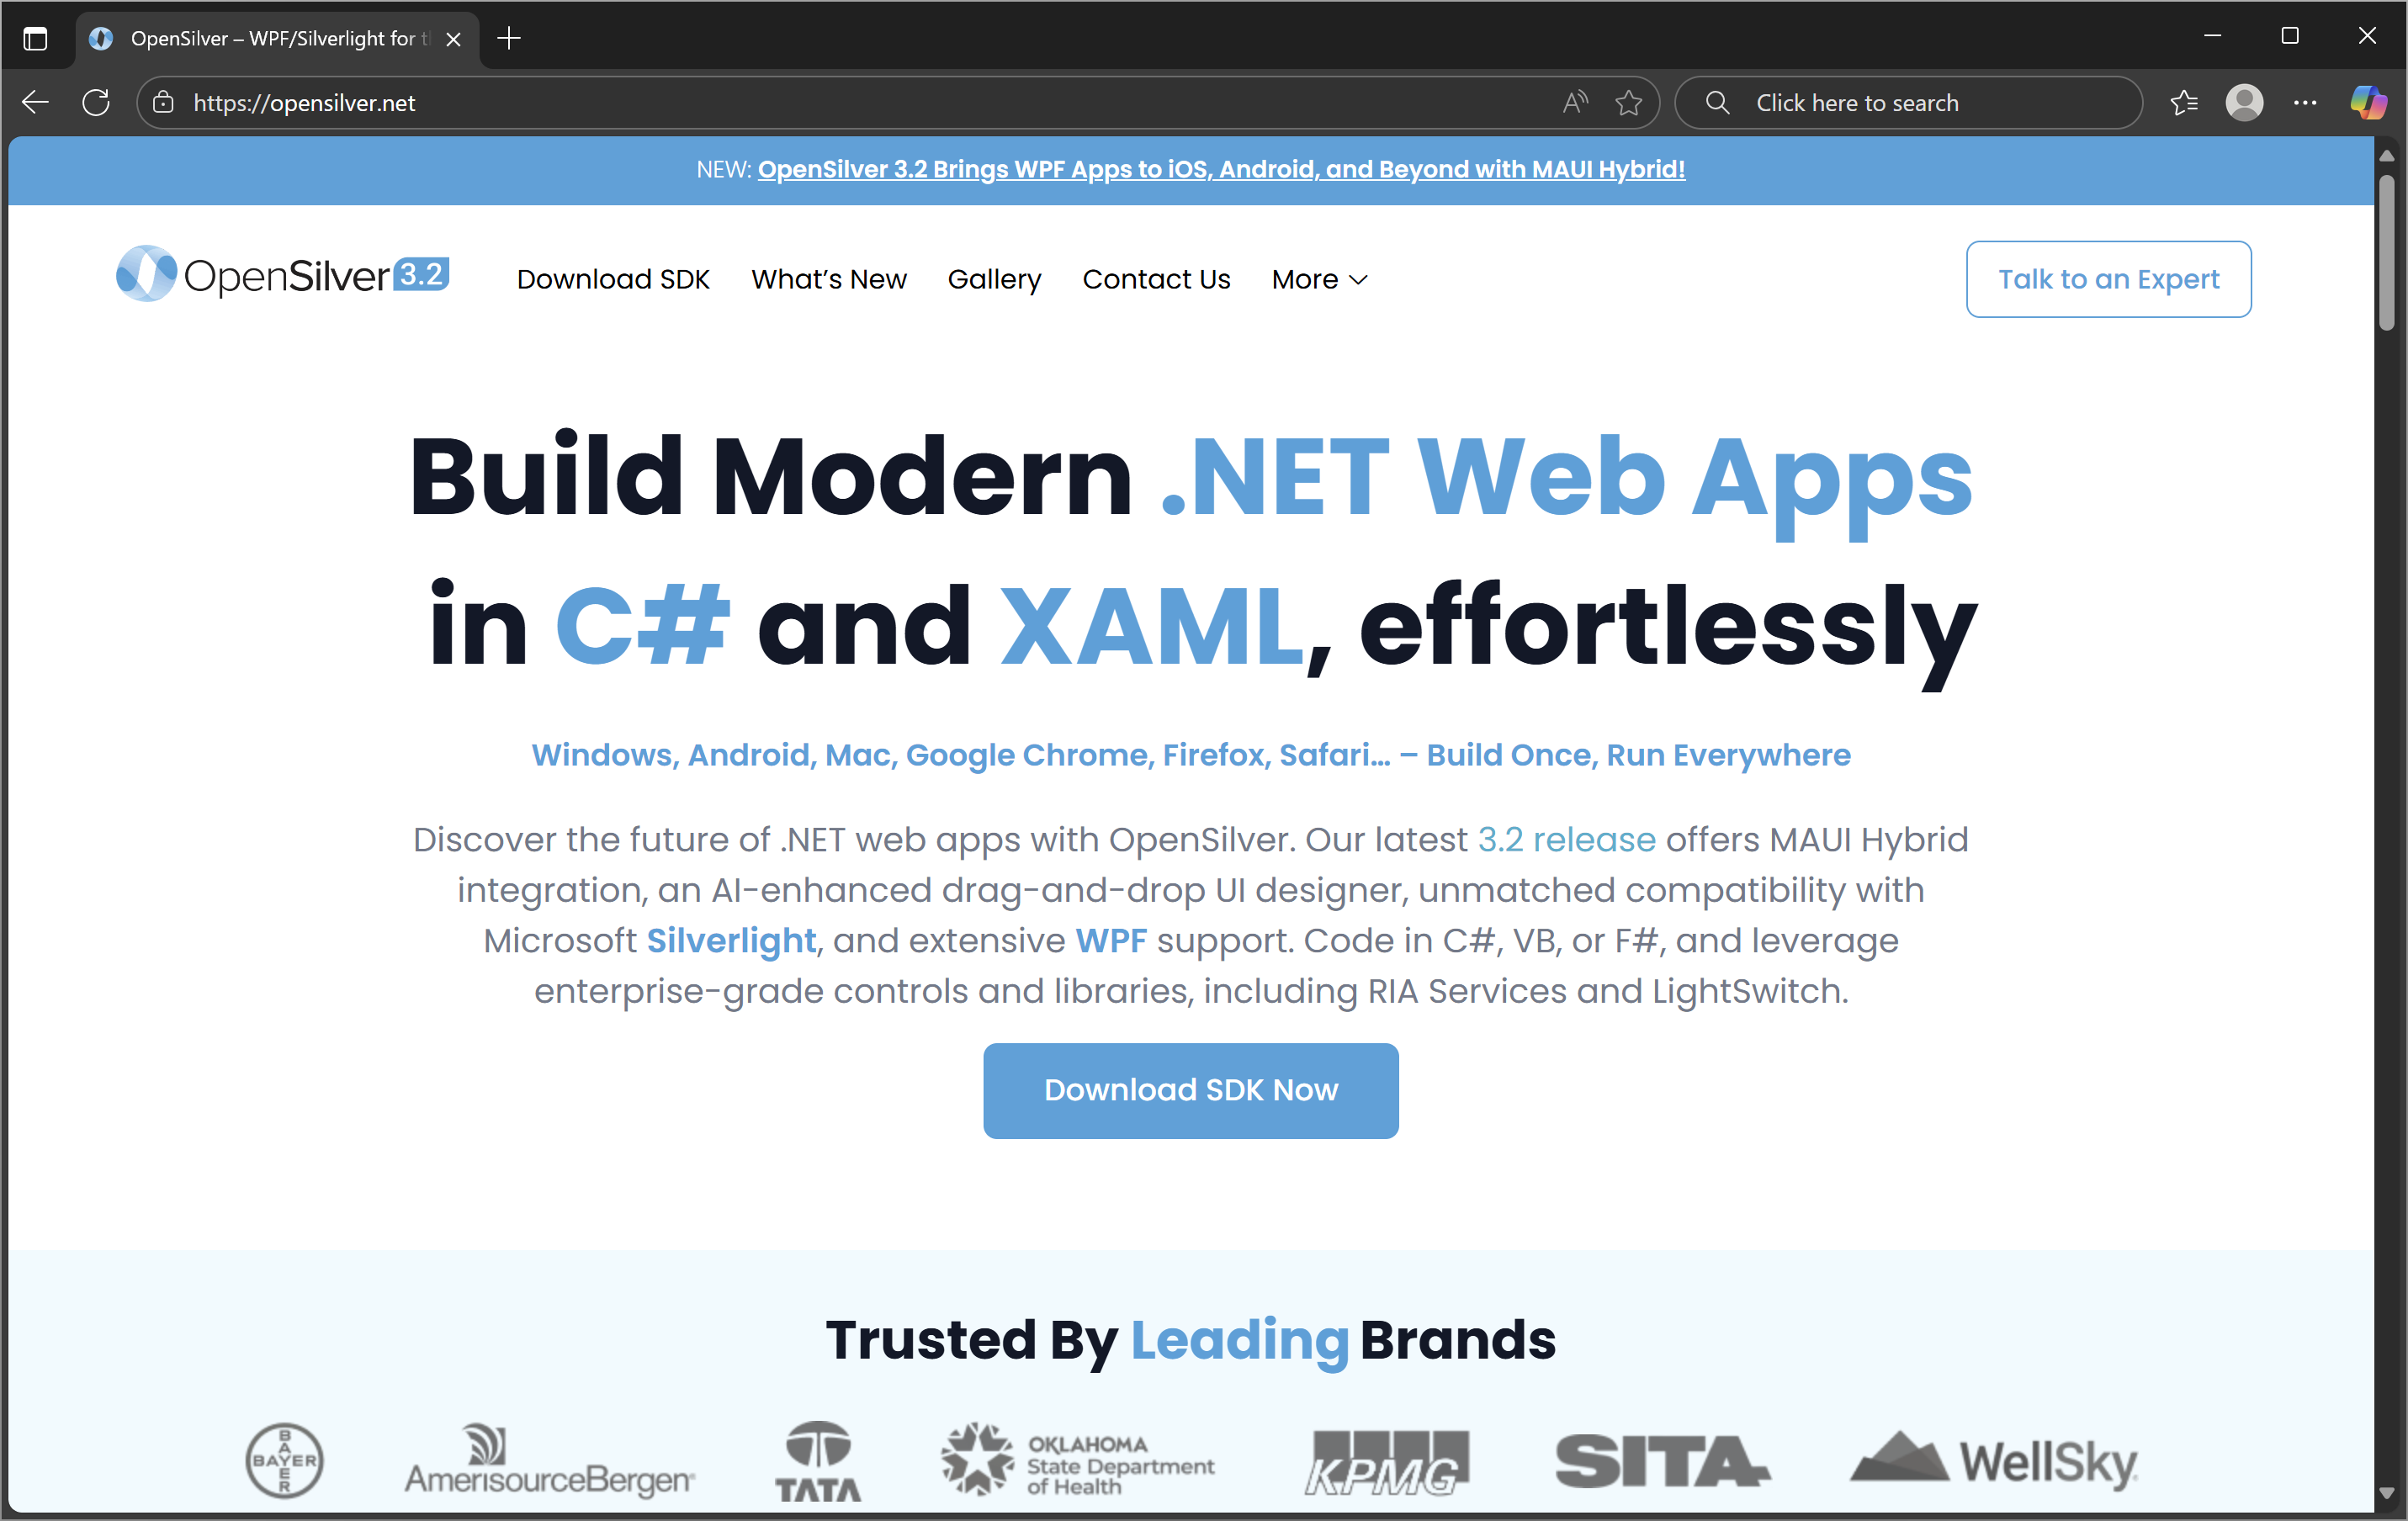 OpenSilver – WPF/Silverlight for t
https://opensilver.net
Click here to search
NEW: OpenSilver 3.2 Brings WPF Apps to iOS, Android, and Beyond with MAUI Hybrid!
OpenSilver 3.2
Download SDK
What's New
Gallery
Contact Us
More
Talk to an Expert
Build Modern .NET Web Apps
in C# and XAML, effortlessly
Windows, Android, Mac, Google Chrome, Firefox, Safari... – Build Once, Run Everywhere
Discover the future of .NET web apps with OpenSilver. Our latest 3.2 release offers MAUI Hybrid
integration, an AI-enhanced drag-and-drop UI designer, unmatched compatibility with
Microsoft Silverlight, and extensive WPF support. Code in C#, VB, or F#, and leverage
enterprise-grade controls and libraries, including RIA Services and LightSwitch.
Download SDK Now
Trusted By Leading Brands
BAYER
BAYER
AmerisourceBergen
TATA
OKLAHOMA
State Department
of Health
KPMG
SITA
WellSky